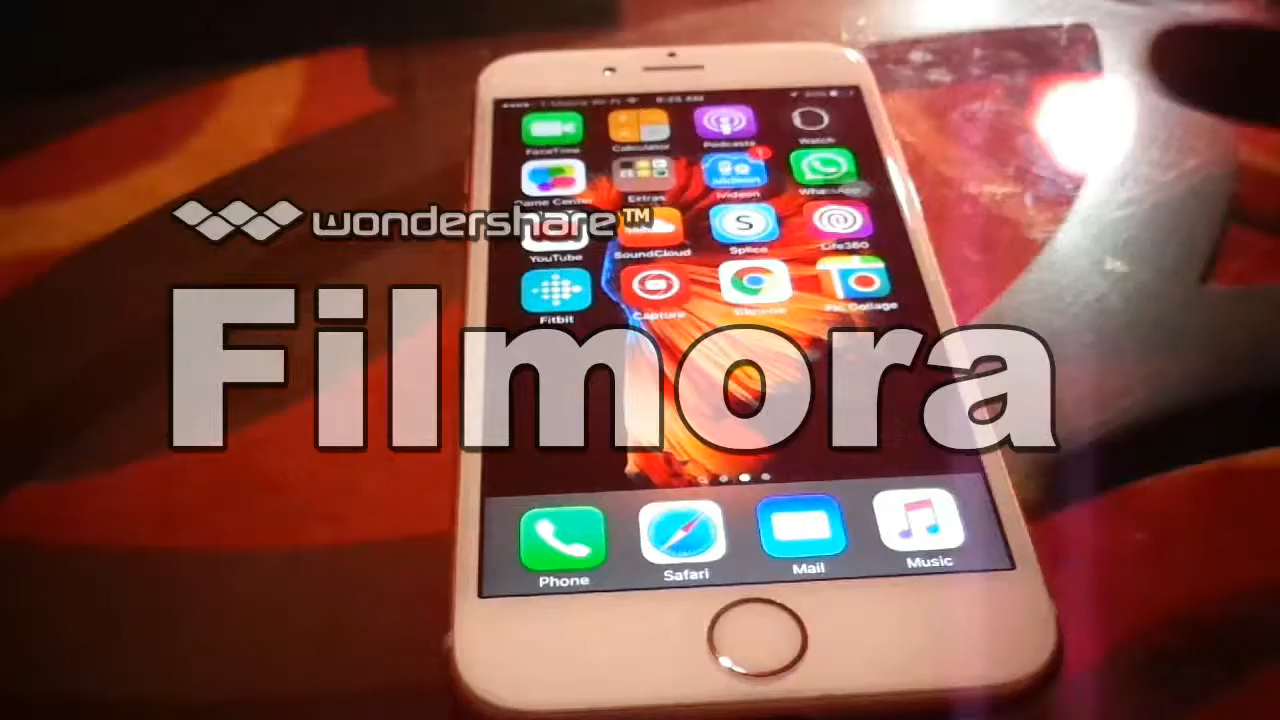 FaceTime Calculator Podcasts Watch
Game Center Extras iVideon WhatsApp
wondershare™
YouTube SoundCloud Splice Life360
Fitbit Capture Chrome Pic Collage
Filmora
Phone Safari Mail Music